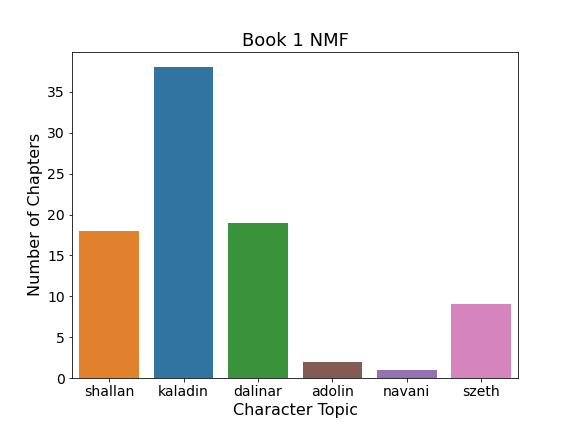 Book 1 NMF
Number of Chapters
35
30
25
20
15
10
5
0
shallan kaladin dalinar adolin navani szeth
Character Topic